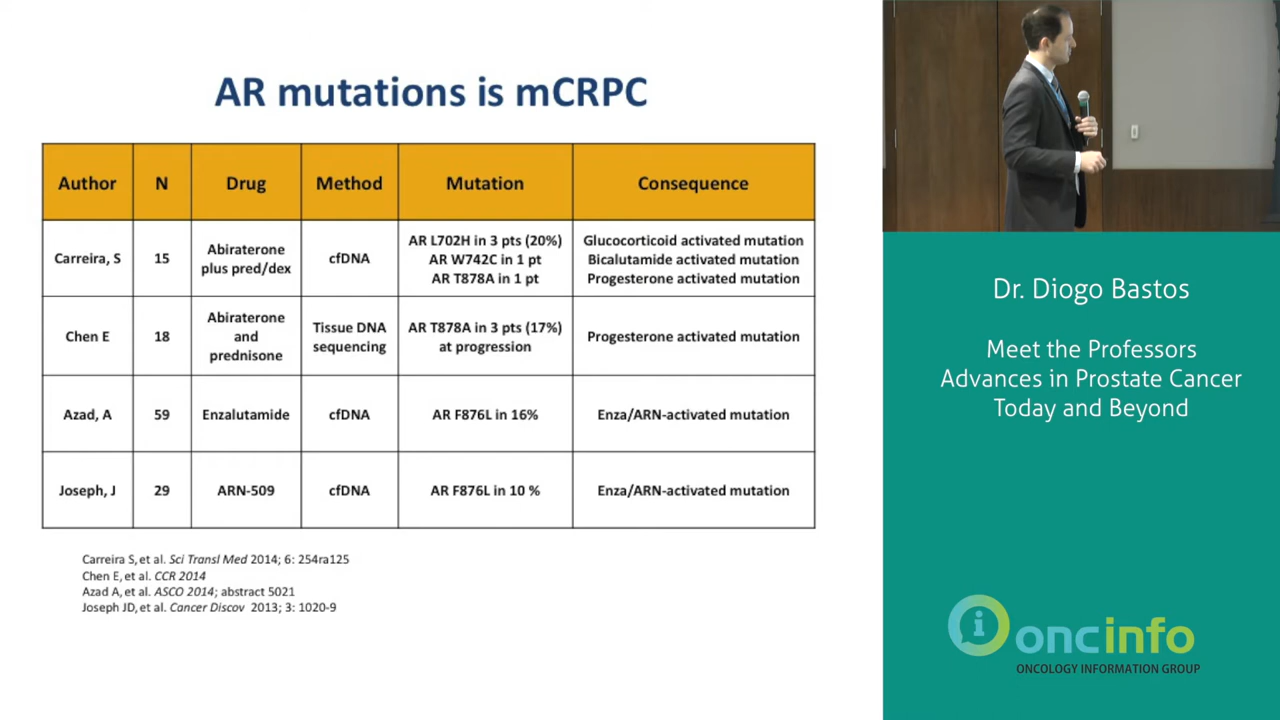 AR mutations is mCRPC
Author N Drug Method Mutation Consequence
Carreira, S 15 Abiraterone plus pred/dex cfDNA AR L702H in 3 pts (20%) Glucocorticoid activated mutation
AR W742C in 1 pt Bicalutamide activated mutation
AR T878A in 1 pt Progesterone activated mutation
Chen E 18 Abiraterone and prednisone Tissue DNA sequencing AR T878A in 3 pts (17%) at progression Progesterone activated mutation
Azad, A 59 Enzalutamide cfDNA AR F876L in 16% Enza/ARN-activated mutation
Joseph, J 29 ARN-509 cfDNA AR F876L in 10 % Enza/ARN-activated mutation
Carreira S, et al. Sci Transl Med 2014; 6: 254ra125
Chen E, et al. CCR 2014
Azad A, et al. ASCO 2014; abstract 5021
Joseph JD, et al. Cancer Discov 2013; 3: 1020-9
Dr. Diogo Bastos
Meet the Professors
Advances in Prostate Cancer
Today and Beyond
i oncinfo
ONCOLOGY INFORMATION GROUP